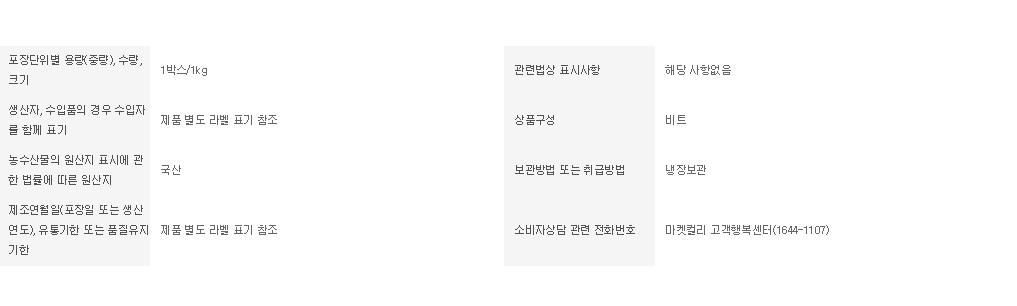 포장단위별 용량(중량), 수량,
크기
1박스/1kg
관련법상 표시사항
해당 사항없음
생산자, 수입품의 경우 수입자
를 함께 표기
제품 별도 라벨 표기 참조
상품구성
비트
농수산물의 원산지 표시에 관
한 법률에 따른 원산지
국산
보관방법 또는 취급방법
냉장보관
제조연월일(포장일 또는 생산
연도), 유통기한 또는 품질유지
기한
제품 별도 라벨 표기 참조
소비자상담 관련 전화번호
마켓컬리 고객행복센터(1644-1107)